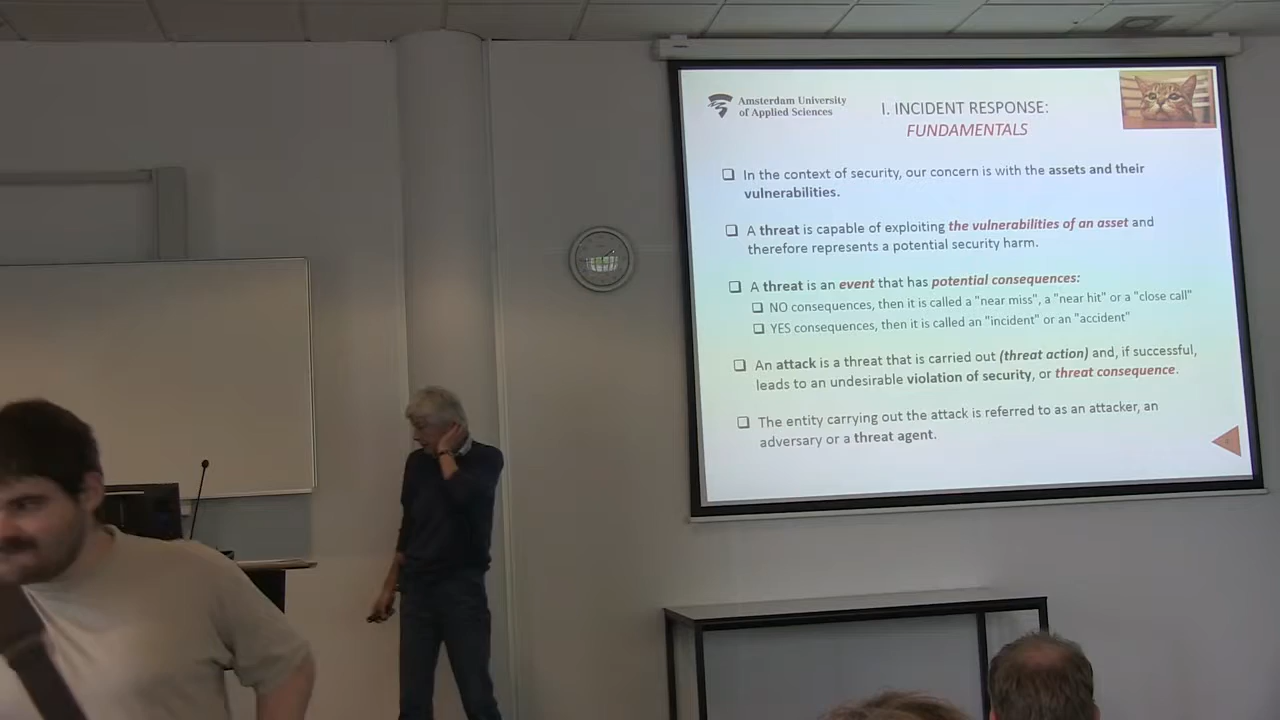 Amsterdam University
of Applied Sciences
I. INCIDENT RESPONSE:
FUNDAMENTALS
❑ In the context of security, our concern is with the assets and their
vulnerabilities.
❑ A threat is capable of exploiting the vulnerabilities of an asset and
therefore represents a potential security harm.
❑ A threat is an event that has potential consequences:
❑ NO consequences, then it is called a "near miss", a "near hit" or a "close call"
❑ YES consequences, then it is called an "incident" or an "accident"
❑ An attack is a threat that is carried out (threat action) and, if successful,
leads to an undesirable violation of security, or threat consequence.
❑ The entity carrying out the attack is referred to as an attacker, an
adversary or a threat agent.